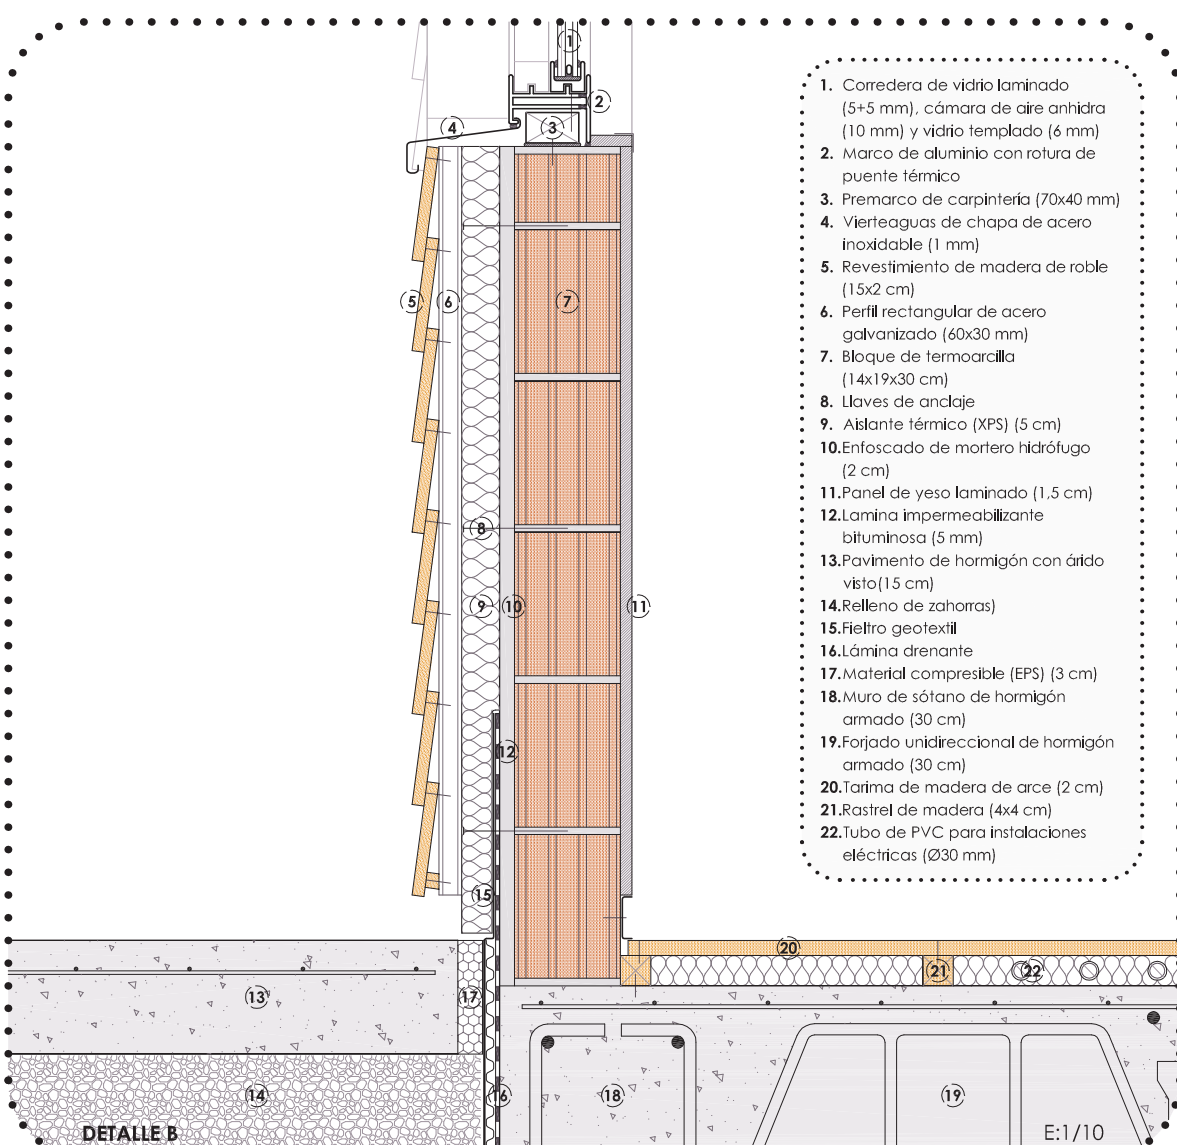 1
2
3
4
5
6
7
8
9
10
11
12
15
13
17
14
16
18
19
20
21
22
1. Corredera de vidrio laminado
(5+5 mm), cámara de aire anhidra
(10 mm) y vidrio templado (6 mm)
2. Marco de aluminio con rotura de
puente térmico
3. Premarco de carpintería (70x40 mm)
4. Vierteaguas de chapa de acero
inoxidable (1 mm)
5. Revestimiento de madera de roble
(15x2 cm)
6. Perfil rectangular de acero
galvanizado (60x30 mm)
7. Bloque de termoarcilla
(14x19x30 cm)
8. Llaves de anclaje
9. Aislante térmico (XPS) (5 cm)
10.Enfoscado de mortero hidrófugo
(2 cm)
11.Panel de yeso laminado (1,5 cm)
12.Lamina impermeabilizante
bituminosa (5 mm)
13.Pavimento de hormigón con árido
visto(15 cm)
14.Relleno de zahorras)
15.Fieltro geotextil
16.Lámina drenante
17.Material compresible (EPS) (3 cm)
18.Muro de sótano de hormigón
armado (30 cm)
19.Forjado unidireccional de hormigón
armado (30 cm)
20.Tarima de madera de arce (2 cm)
21.Rastrel de madera (4x4 cm)
22.Tubo de PVC para instalaciones
eléctricas (Ø30 mm)
DETALLE B
E:1/10